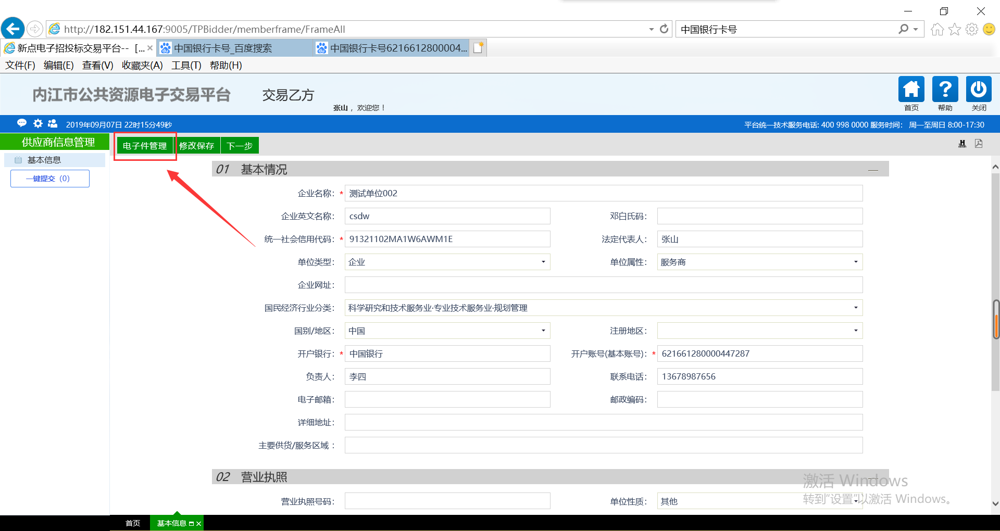 http://182.151.44.167:9005/TPBidder/memberframe/FrameAll
中国银行卡号
新点电子招投标交易平台-- [...
中国银行卡号_百度搜索
中国银行卡号6216612800004...
文件(F) 编辑(E) 查看(V) 收藏夹(A) 工具(T) 帮助(H)
内江市公共资源电子交易平台
交易乙方
张山 ，欢迎您！
首页
帮助
关闭
2019年09月07日 22时15分49秒
平台统一技术服务电话: 400 998 0000 服务时间： 周一至周日 8:00-17:30
供应商信息管理
基本信息
一键提交（0）
电子件管理
修改保存
下一步
01 基本情况
企业名称：* 测试单位002
企业英文名称： csdw
邓白氏码：
统一社会信用代码：* 91321102MA1W6AWM1E
法定代表人： 张山
单位类型： 企业
单位属性： 服务商
企业网址：
国民经济行业分类： 科学研究和技术服务业·专业技术服务业·规划管理
国别/地区： 中国
注册地区：
开户银行：* 中国银行
开户账号(基本账号)：* 621661280000447287
负责人： 李四
联系电话： 13678987656
电子邮箱：
邮政编码：
详细地址：
主要供货/服务区域：
02 营业执照
营业执照号码：
单位性质： 其他
激活 Windows
转到“设置”以激活 Windows。
首页
基本信息